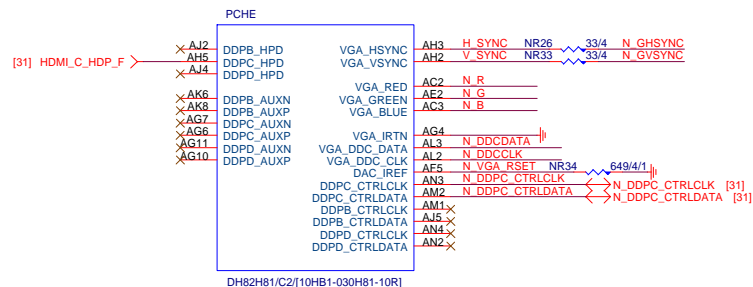 PCHE
AJ2 DDPB_HPD VGA_HSYNC AH3 H_SYNC NR26 33/4 N_GHSYNC
[31] HDMI_C_HDP_F AH5 DDPC_HPD VGA_VSYNC AH2 V_SYNC NR33 33/4 N_GVSYNC
AJ4 DDPD_HPD
VGA_RED AC2 N_R
AK6 DDPB_AUXN VGA_GREEN AE2 N_G
AK8 DDPB_AUXP VGA_BLUE AC3 N_B
AG7 DDPC_AUXN
AG6 DDPC_AUXP VGA_IRTN AG4
AG11 DDPD_AUXN VGA_DDC_DATA AL3 N_DDCDATA
AG10 DDPD_AUXP VGA_DDC_CLK AL2 N_DDCCLK
DAC_IREF AF5 N_VGA_RSET NR34 649/4/1
DDPC_CTRLCLK AN3 N_DDPC_CTRLCLK N_DDPC_CTRLCLK [31]
DDPC_CTRLDATA AM2 N_DDPC_CTRLDATA N_DDPC_CTRLDATA [31]
DDPB_CTRLCLK AM1
DDPB_CTRLDATA AJ5
DDPD_CTRLCLK AN4
DDPD_CTRLDATA AN2
DH82H81/C2/[10HB1-030H81-10R]